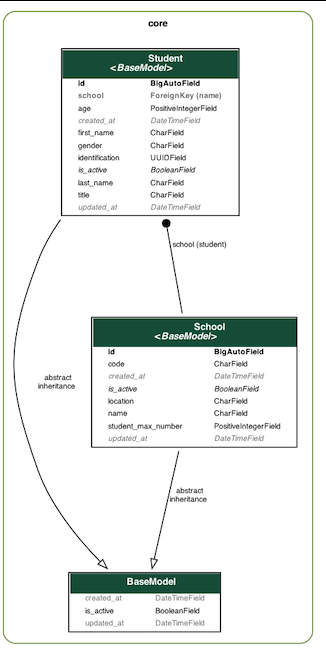 core
Student
<BaseModel>
id BigAutoField
school ForeignKey (name)
age PositiveIntegerField
created_at DateTimeField
first_name CharField
gender CharField
identification UUIDField
is_active BooleanField
last_name CharField
title CharField
updated_at DateTimeField
school (student)
School
<BaseModel>
id BigAutoField
code CharField
created_at DateTimeField
is_active BooleanField
location CharField
name CharField
student_max_number PositiveIntegerField
updated_at DateTimeField
abstract
inheritance
abstract
inheritance
BaseModel
created_at DateTimeField
is_active BooleanField
updated_at DateTimeField